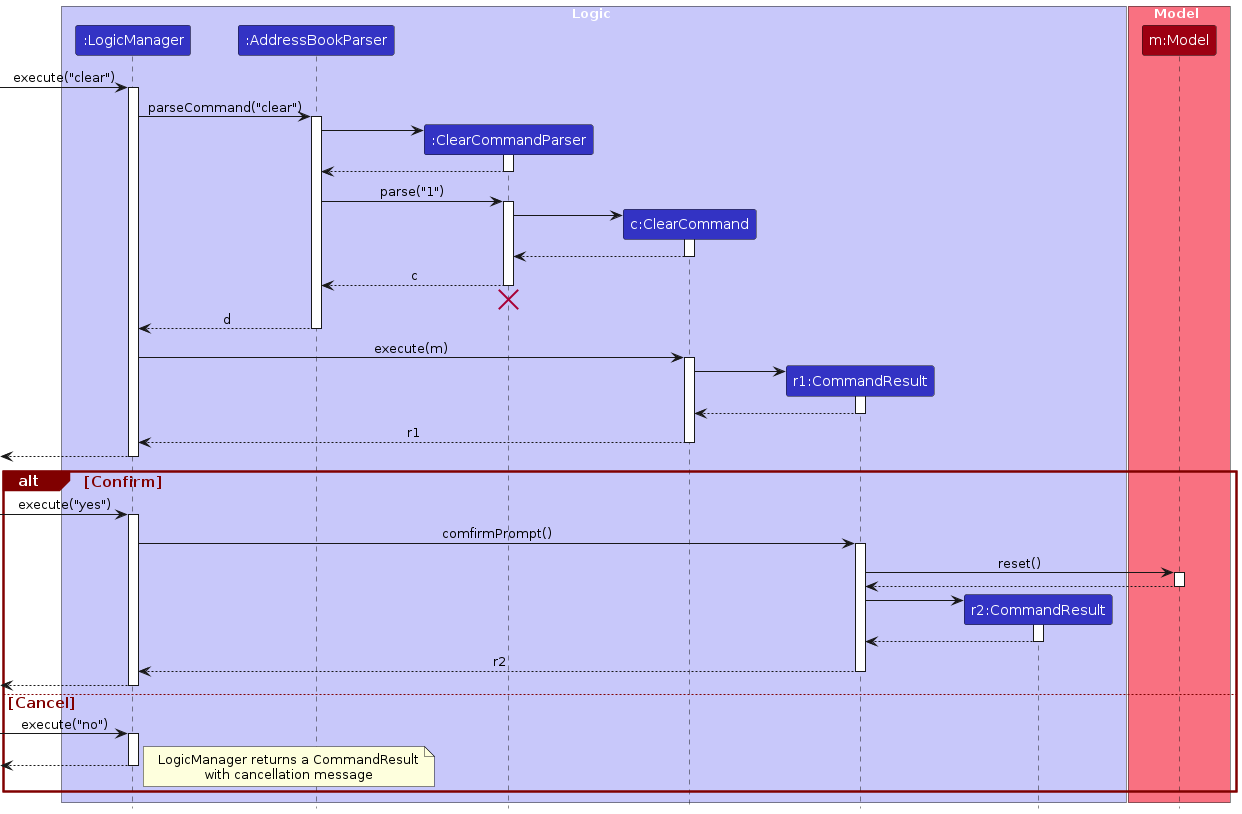 Logic
Model
:LogicManager
:AddressBookParser
m:Model
execute("clear")
parseCommand("clear")
:ClearCommandParser
parse("1")
c:ClearCommand
c
d
execute(m)
r1:CommandResult
r1
alt
[Confirm]
execute("yes")
comfirmPrompt()
reset()
r2:CommandResult
r2
[Cancel]
execute("no")
LogicManager returns a CommandResult
with cancellation message